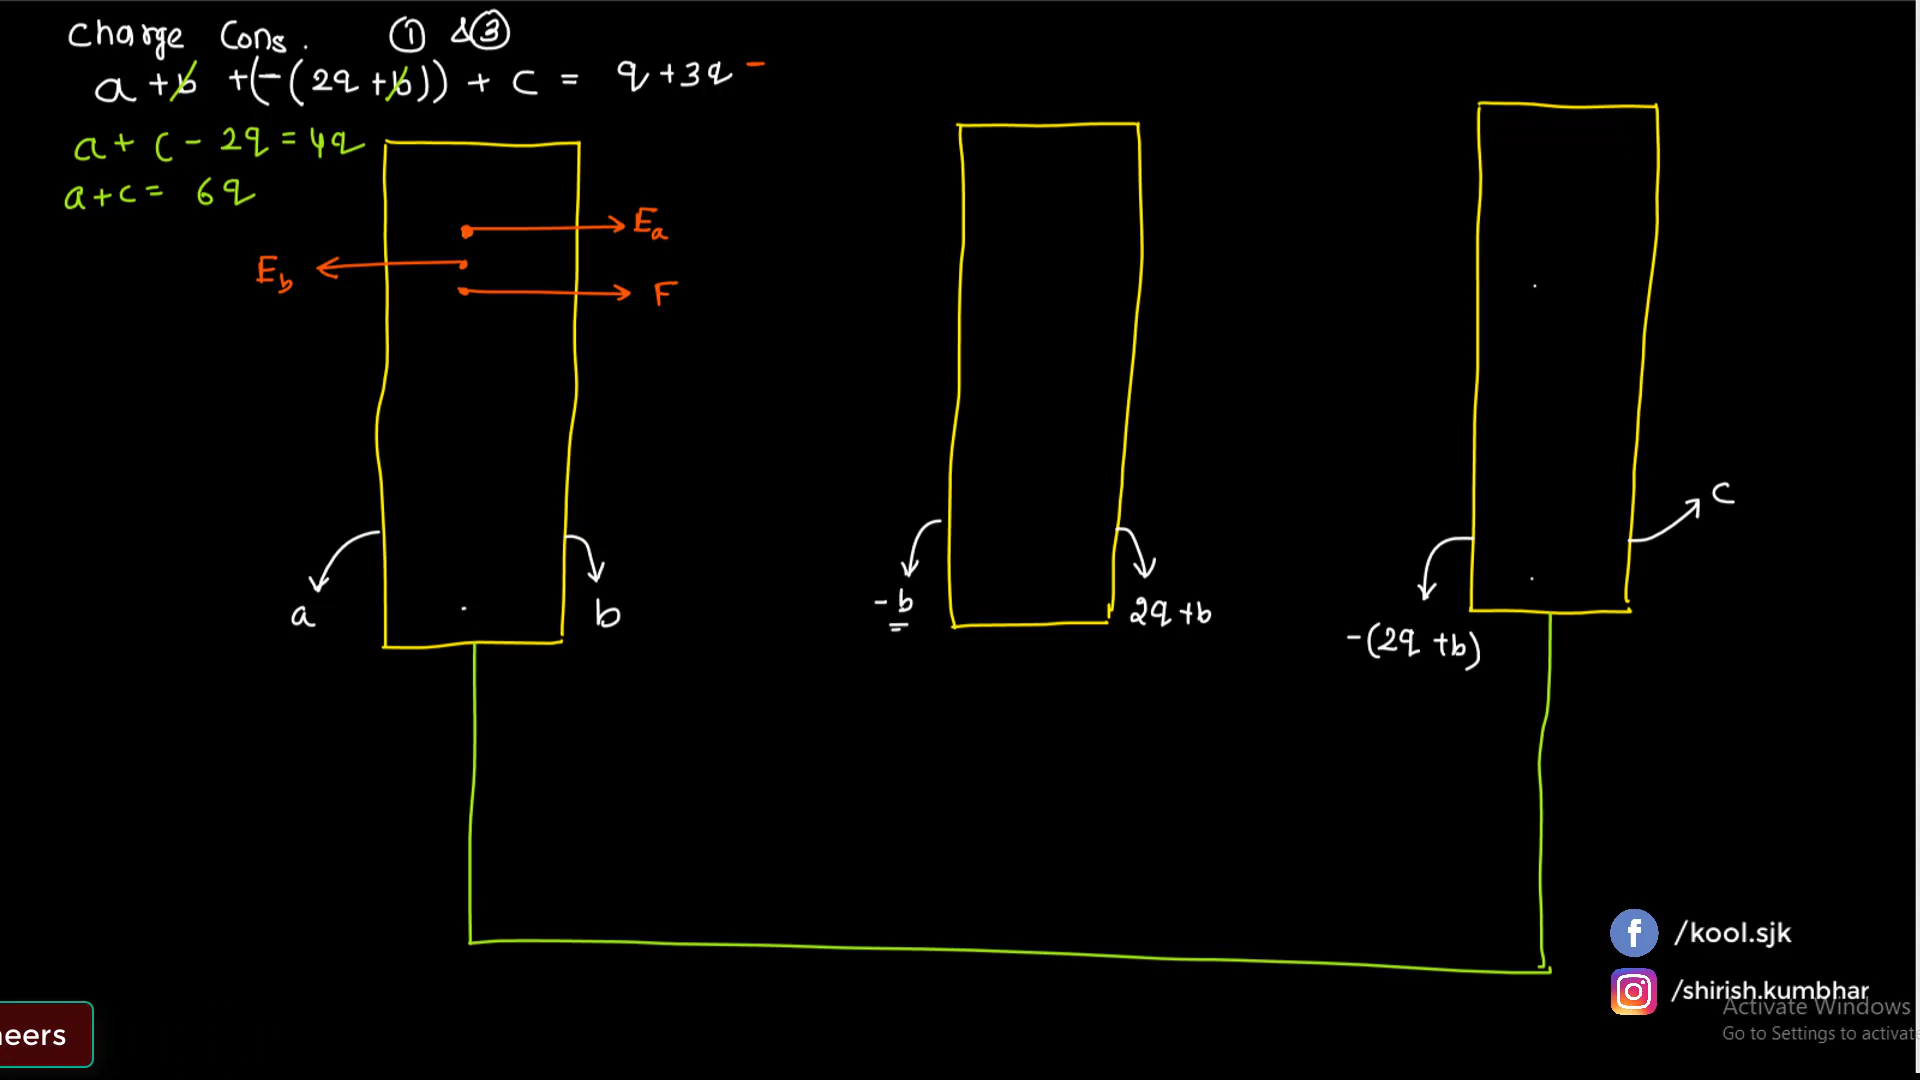 Charge Cons. ① & ③
a + b + (-(2q + b)) + c = q + 3q -
a + c - 2q = 4q
a + c = 6q
Ea
Eb
F
c
a
b
-b
2q + b
-(2q + b)
/kool.sjk
/shirish.kumbhar
Activate Windows
Go to Settings to activat
neers